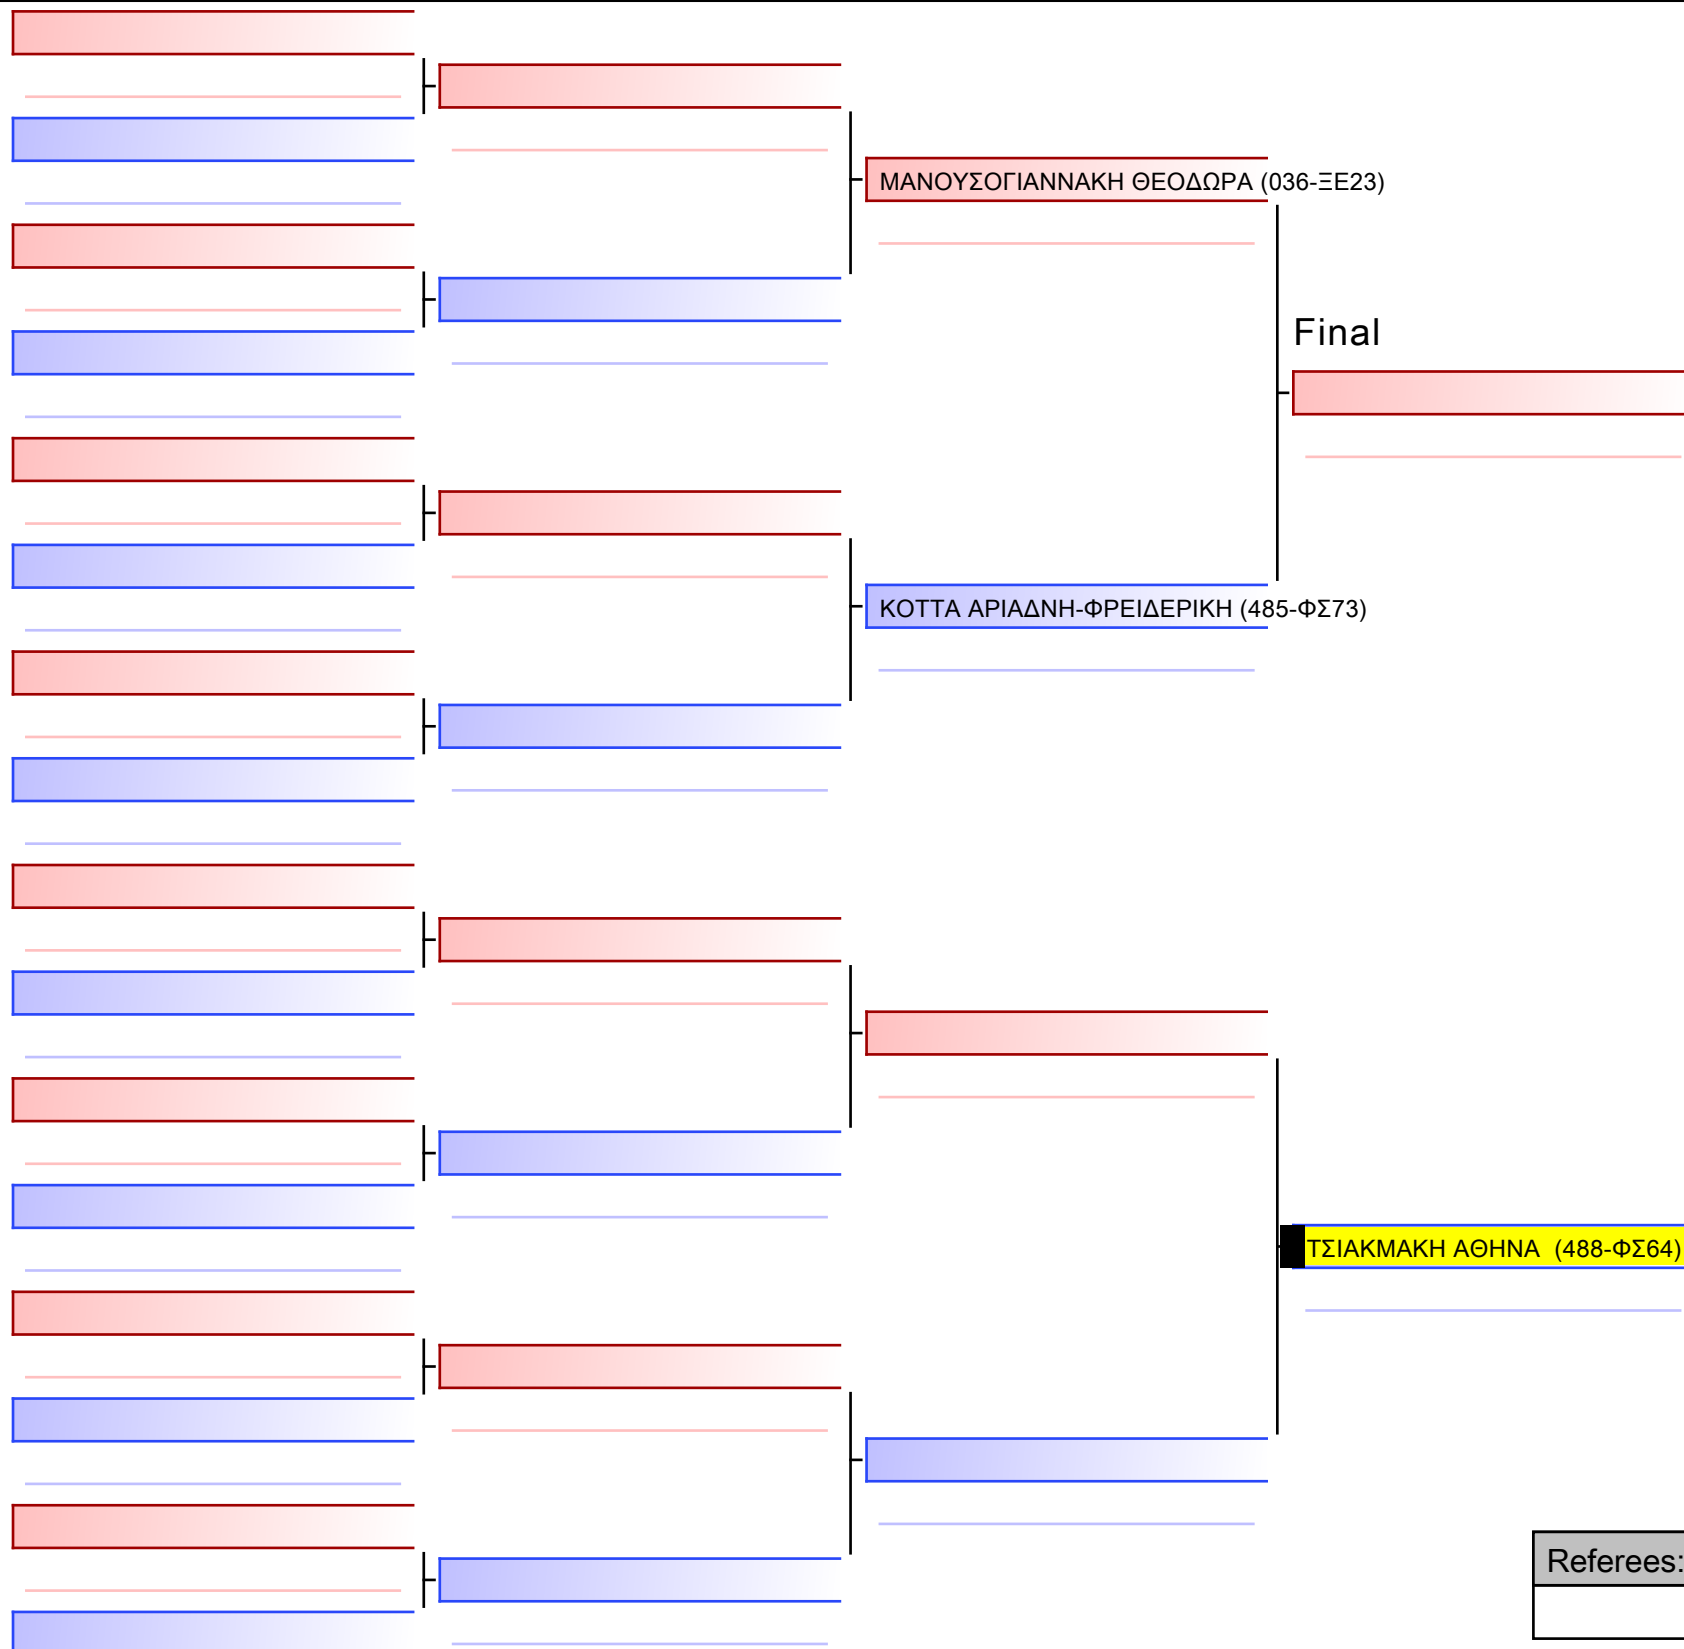 ΜΑΝΟΥΣΟΓΙΑΝΝΑΚΗ ΘΕΟΔΩΡΑ (036-ΞΕ23)
Final
ΚΟΤΤΑ ΑΡΙΑΔΝΗ-ΦΡΕΙΔΕΡΙΚΗ (485-ΦΣ73)
ΤΣΙΑΚΜΑΚΗ ΑΘΗΝΑ (488-ΦΣ64)
Referees: